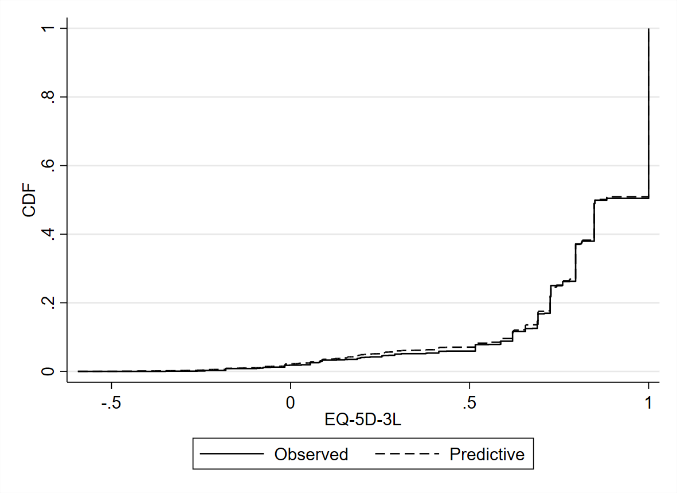 CDF
1
.8
.6
.4
.2
0
-.5
0
.5
1
EQ-5D-3L
Observed
Predictive